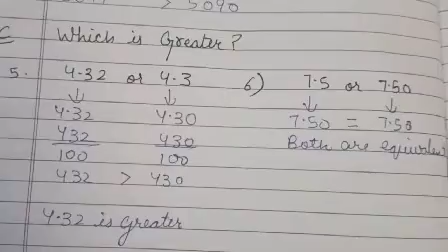 > 5090
C Which is Greater?
5. 4.32 or 4.3 6) 7.5 or 7.50
↓ ↓ ↓ ↓
4.32 4.30 7.50 = 7.50
432/100 430/100 Both are
432 > 430
4.32 is greater